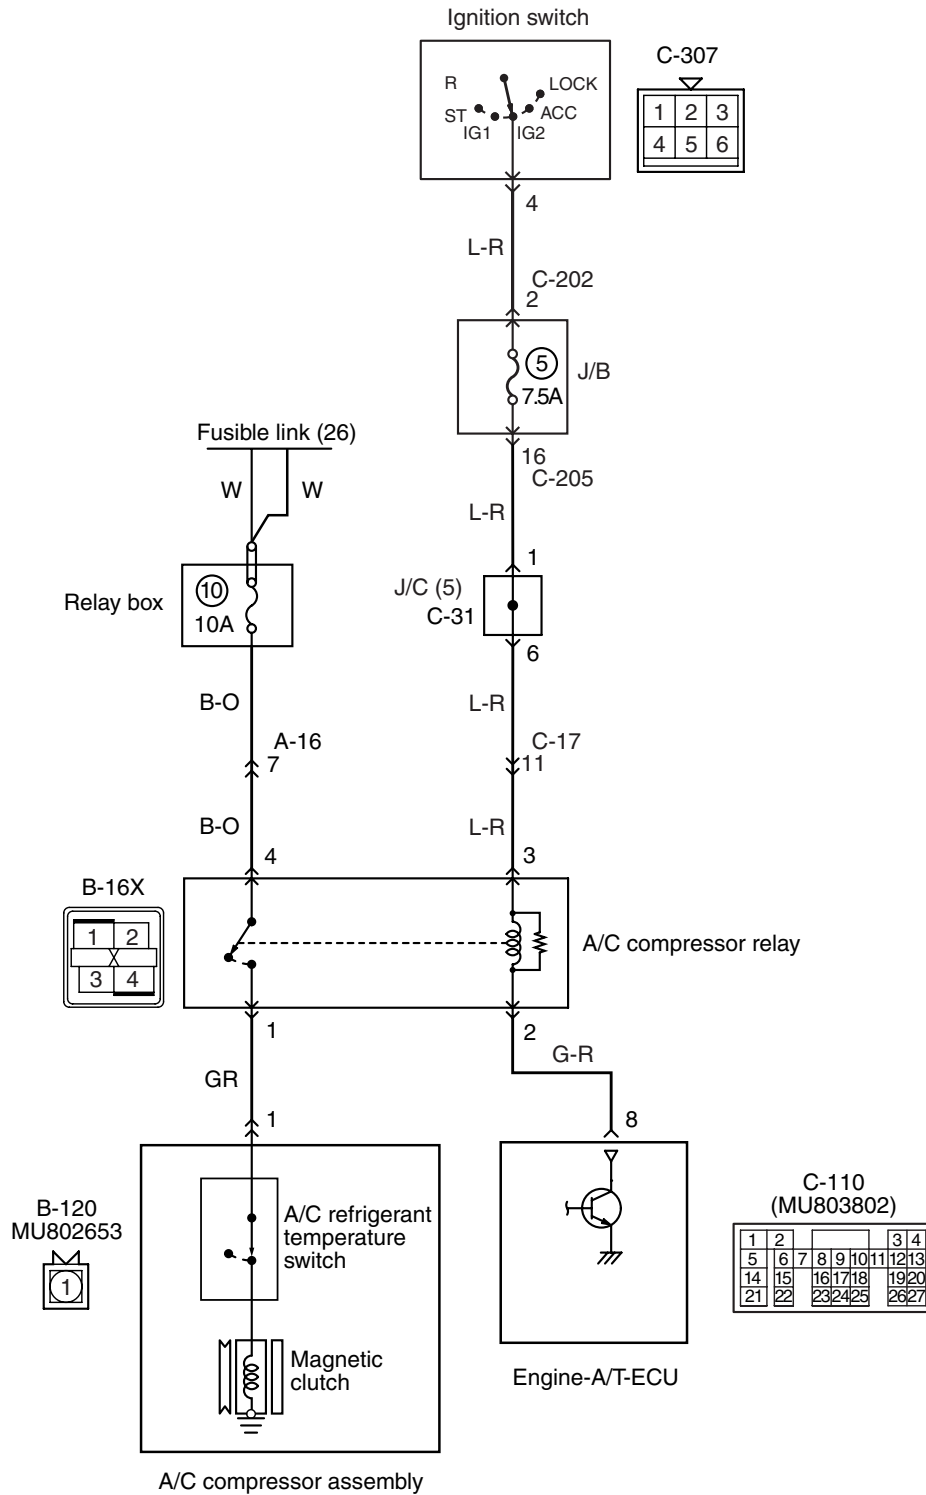 Ignition switch
C-307
R
LOCK
ST
ACC
IG1
IG2
1 2 3
4 5 6
4
L-R
C-202
2
5
7.5A
J/B
Fusible link (26)
16
C-205
W
W
L-R
1
10
10A
Relay box
J/C (5)
C-31
6
B-O
L-R
A-16
7
C-17
11
B-O
L-R
4
3
B-16X
1 2
X
3 4
A/C compressor relay
1
2
G-R
GR
1
8
B-120
MU802653
1
A/C refrigerant
temperature
switch
C-110
(MU803802)
1 2 3 4
5 6 7 8 9 10 11 12 13
14 15 16 17 18 19 20
21 22 23 24 25 26 27
Magnetic
clutch
Engine-A/T-ECU
A/C compressor assembly